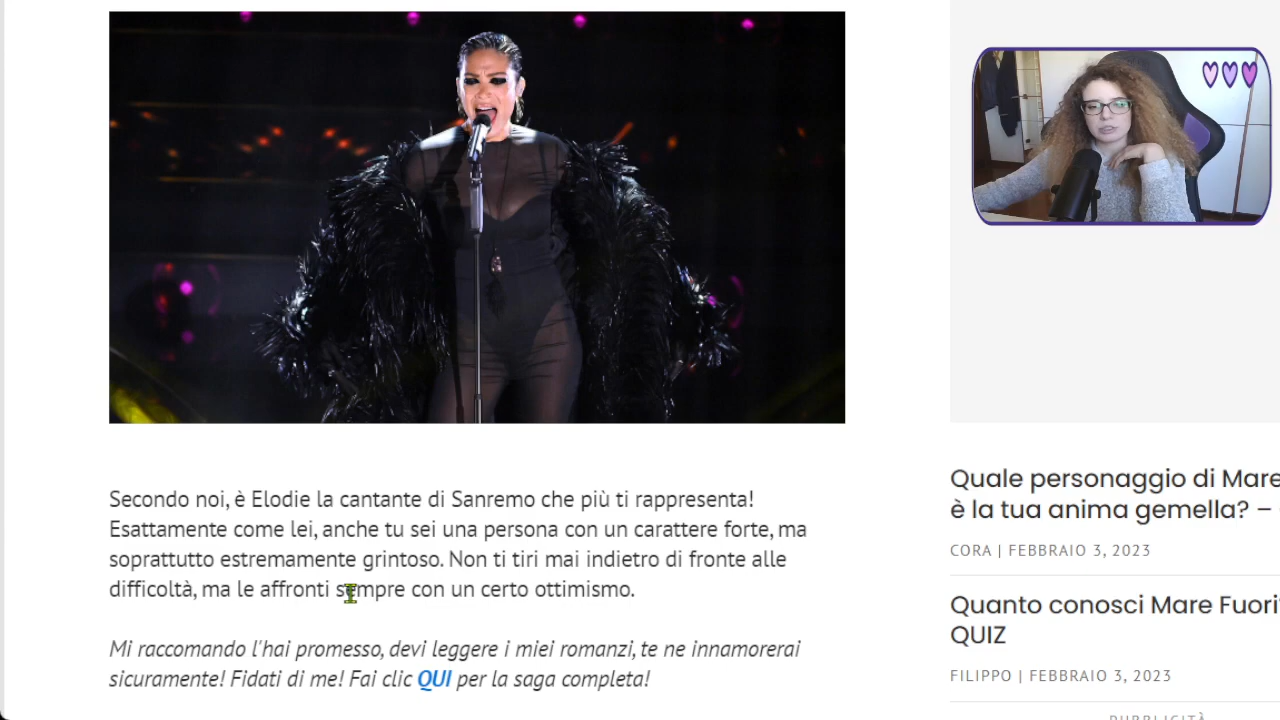 Secondo noi, è Elodie la cantante di Sanremo che più ti rappresenta!
Esattamente come lei, anche tu sei una persona con un carattere forte, ma
soprattutto estremamente grintoso. Non ti tiri mai indietro di fronte alle
difficoltà, ma le affronti sempre con un certo ottimismo.
Mi raccomando l'hai promesso, devi leggere i miei romanzi, te ne innamorerai
sicuramente! Fidati di me! Fai clic QUI per la saga completa!
Quale personaggio di Mare
è la tua anima gemella? –
CORA | FEBBRAIO 3, 2023
Quanto conosci Mare Fuori
QUIZ
FILIPPO | FEBBRAIO 3, 2023
PUBBLICITÀ